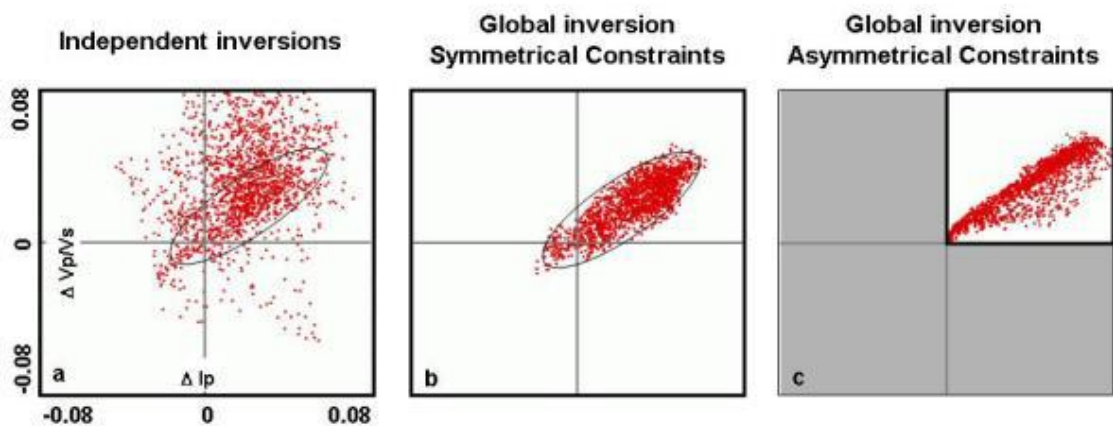 Independent inversions
Global inversion
Symmetrical Constraints
Global inversion
Asymmetrical Constraints
0.08
0
-0.08
Δ Vp/Vs
a
Δ Ip
b
c
-0.08 0 0.08